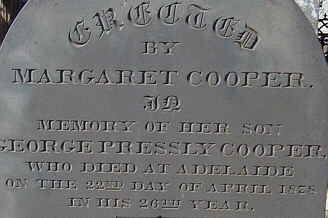 ERECTED
BY
MARGARET COOPER.
IN
MEMORY OF HER SON
GEORGE PRESSLY COOPER,
WHO DIED AT ADELAIDE
ON THE 22ND DAY OF APRIL 1878
IN HIS 26TH YEAR.